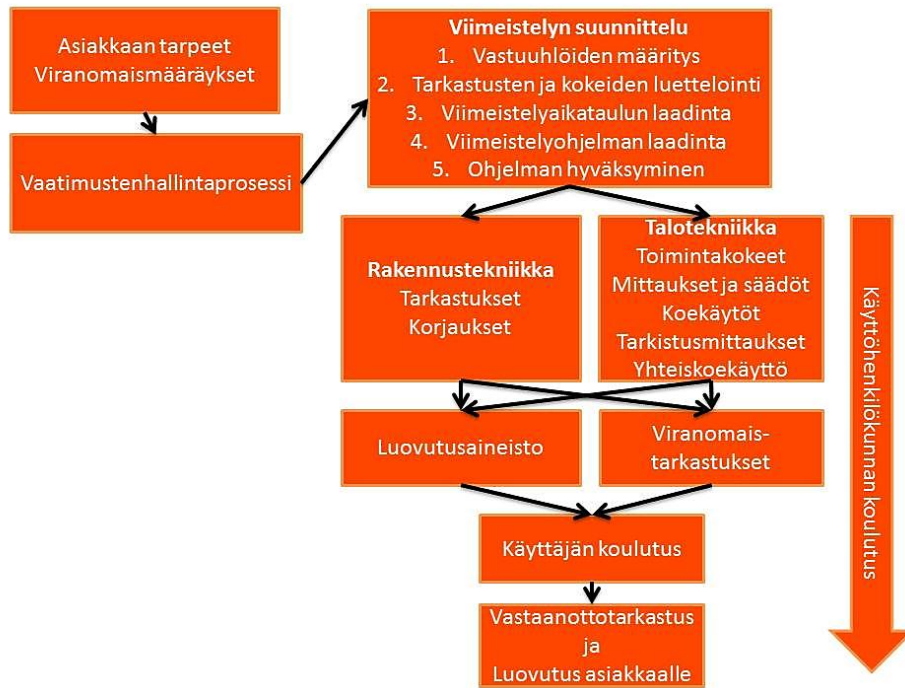 Asiakkaan tarpeet
Viranomaismääräykset
Vaatimustenhallintaprosessi
Viimeistelyn suunnittelu
1. Vastuuhlöiden määritys
2. Tarkastusten ja kokeiden luettelointi
3. Viimeistelyaikataulun laadinta
4. Viimeistelyohjelman laadinta
5. Ohjelman hyväksyminen
Rakennustekniikka
Tarkastukset
Korjaukset
Talotekniikka
Toimintakokeet
Mittaukset ja säädöt
Koekäytöt
Tarkistusmittaukset
Yhteiskoekäyttö
Luovutusaineisto
Viranomais-
tarkastukset
Käyttäjän koulutus
Vastaanottotarkastus
ja
Luovutus asiakkaalle
Käyttöhenkilökunnan koulutus